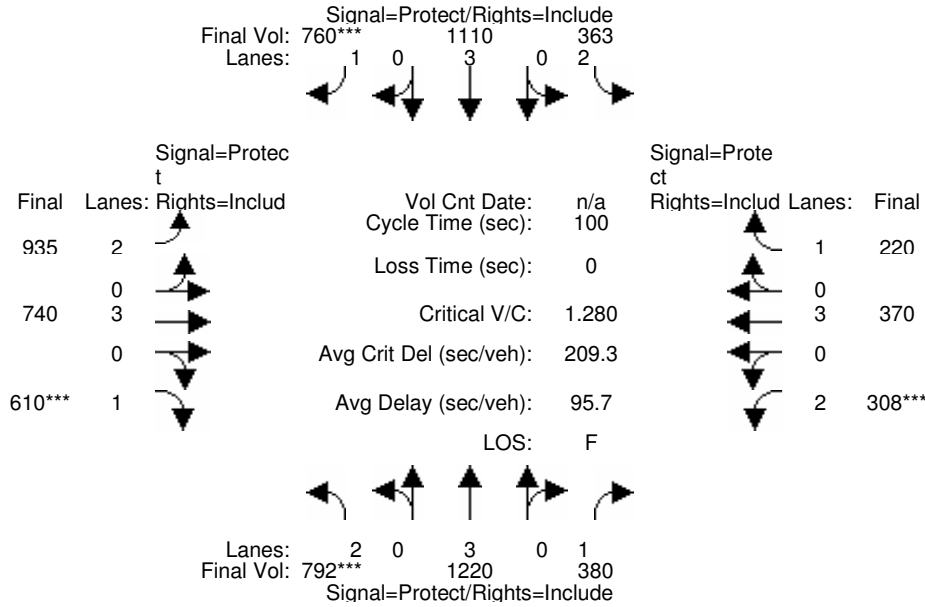 Signal=Protect/Rights=Include
Final Vol: 760*** 1110 363
Lanes: 1 0 3 0 2
Signal=Protec
t
Signal=Prote
ct
Final Lanes: Rights=Includ Vol Cnt Date: n/a Rights=Includ Lanes: Final
Cycle Time (sec): 100
935 2 1 220
Loss Time (sec): 0
0 0
740 3 Critical V/C: 1.280 3 370
0 Avg Crit Del (sec/veh): 209.3 0
610*** 1 Avg Delay (sec/veh): 95.7 2 308***
LOS: F
Lanes: 2 0 3 0 1
Final Vol: 792*** 1220 380
Signal=Protect/Rights=Include